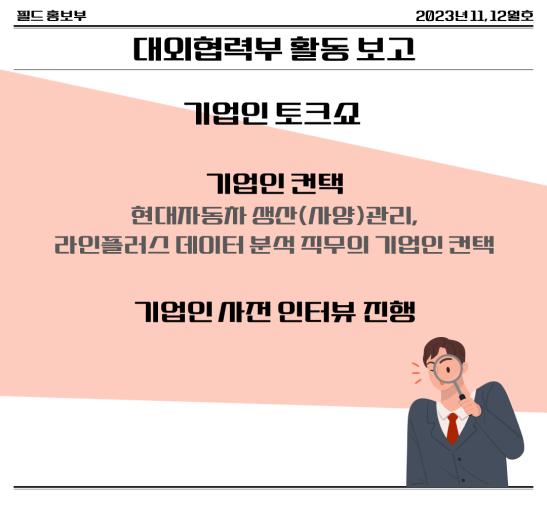 필드 홍보부
2023년 11, 12월호
대외협력부 활동 보고
기업인 토크쇼
기업인 컨택
현대자동차 생산(사양)관리,
라인플러스 데이터 분석 직무의 기업인 컨택
기업인 사전 인터뷰 진행